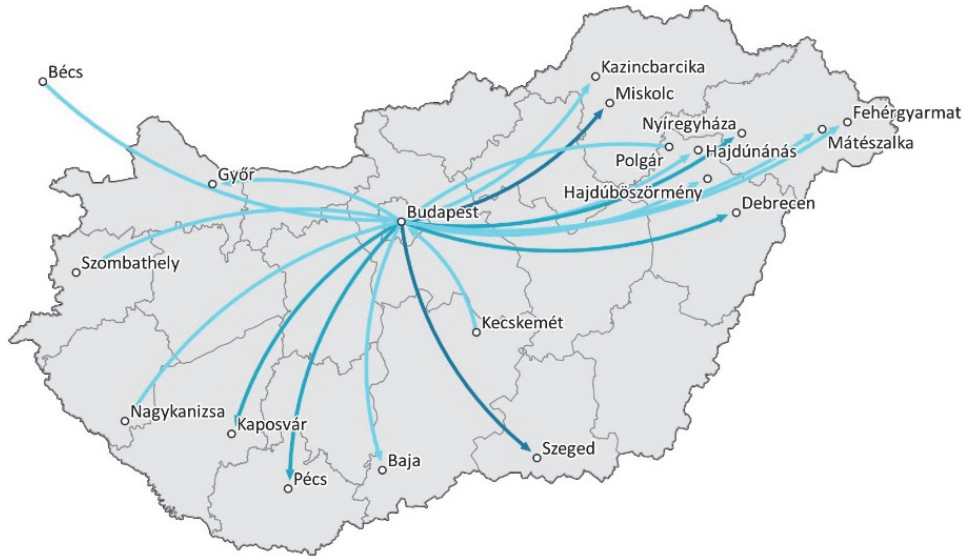 Bécs
Kazincbarcika
Miskolc
Fehérgyarmat
Nyíregyháza
Mátészalka
Hajdúnánás
Polgár
Győr
Hajdúböszörmény
Debrecen
Budapest
Szombathely
Kecskemét
Nagykanizsa
Kaposvár
Szeged
Baja
Pécs